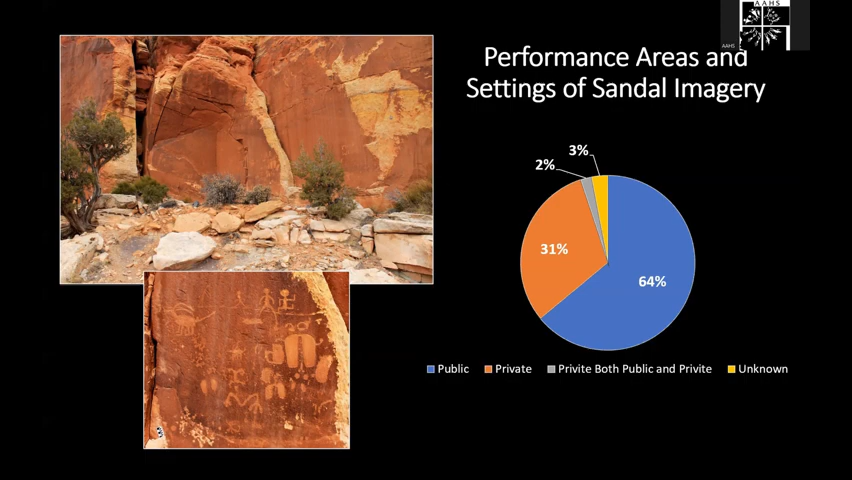 AAHS
AAHS
Performance Areas and
Settings of Sandal Imagery
3%
2%
31%
64%
Public
Private
Privite Both Public and Privite
Unknown